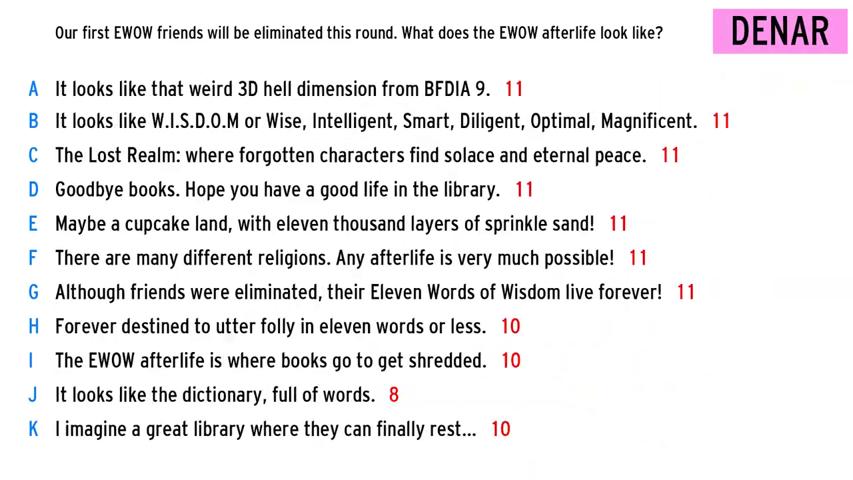 Our first EWOW friends will be eliminated this round. What does the EWOW afterlife look like?
DENAR
A It looks like that weird 3D hell dimension from BFDIA 9. 11
B It looks like W.I.S.D.O.M or Wise, Intelligent, Smart, Diligent, Optimal, Magnificent. 11
C The Lost Realm: where forgotten characters find solace and eternal peace. 11
D Goodbye books. Hope you have a good life in the library. 11
E Maybe a cupcake land, with eleven thousand layers of sprinkle sand! 11
F There are many different religions. Any afterlife is very much possible! 11
G Although friends were eliminated, their Eleven Words of Wisdom live forever! 11
H Forever destined to utter folly in eleven words or less. 10
I The EWOW afterlife is where books go to get shredded. 10
J It looks like the dictionary, full of words. 8
K I imagine a great library where they can finally rest... 10